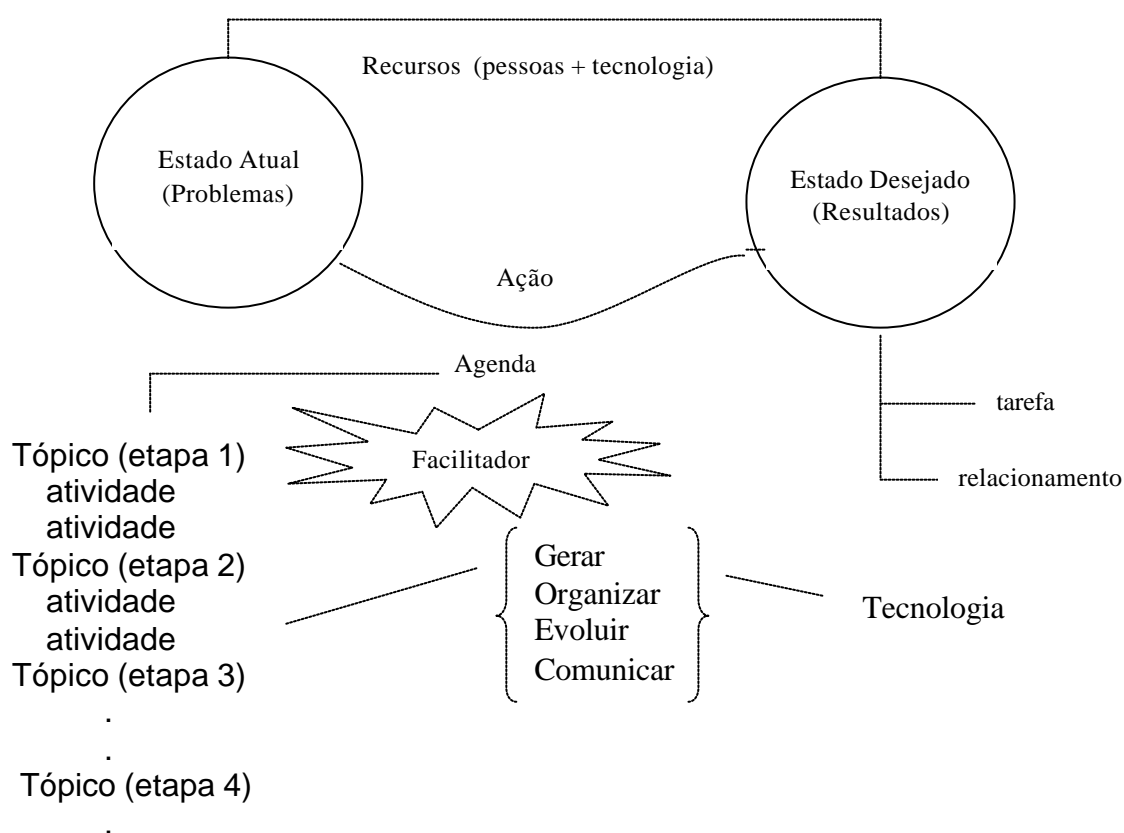 Recursos (pessoas + tecnologia)
Estado Atual
(Problemas)
Estado Desejado
(Resultados)
Ação
Agenda
tarefa
relacionamento
Facilitador
Tópico (etapa 1)
atividade
atividade
Tópico (etapa 2)
atividade
atividade
Tópico (etapa 3)
.
.
Tópico (etapa 4)
.
Gerar
Organizar
Evoluir
Comunicar
Tecnologia